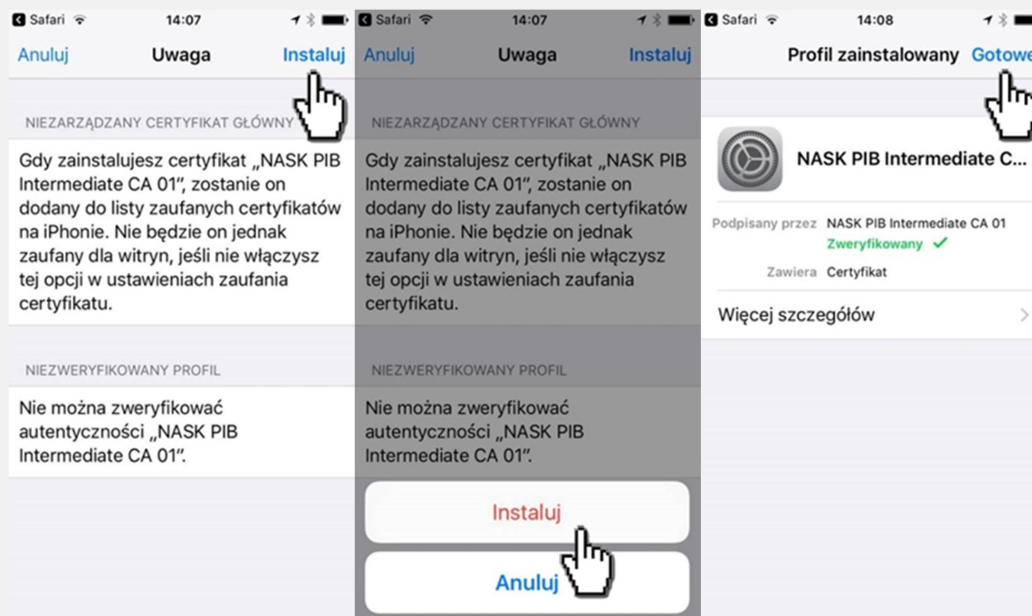 Safari 14:07
Anuluj Uwaga Instaluj
NIEZARZĄDZANY CERTYFIKAT GŁÓWNY
Gdy zainstalujesz certyfikat „NASK PIB
Intermediate CA 01”, zostanie on
dodany do listy zaufanych certyfikatów
na iPhonie. Nie będzie on jednak
zaufany dla witryn, jeśli nie włączysz
tej opcji w ustawieniach zaufania
certyfikatu.
NIEZWERYFIKOWANY PROFIL
Nie można zweryfikować
autentyczności „NASK PIB
Intermediate CA 01”.
Safari 14:07
Anuluj Uwaga Instaluj
NIEZARZĄDZANY CERTYFIKAT GŁÓWNY
Gdy zainstalujesz certyfikat „NASK PIB
Intermediate CA 01”, zostanie on
dodany do listy zaufanych certyfikatów
na iPhonie. Nie będzie on jednak
zaufany dla witryn, jeśli nie włączysz
tej opcji w ustawieniach zaufania
certyfikatu.
NIEZWERYFIKOWANY PROFIL
Nie można zweryfikować
autentyczności „NASK PIB
Intermediate CA 01”.
Instaluj
Anuluj
Safari 14:08
Profil zainstalowany Gotowe
NASK PIB Intermediate C...
Podpisany przez NASK PIB Intermediate CA 01
Zweryfikowany ✓
Zawiera Certyfikat
Więcej szczegółów